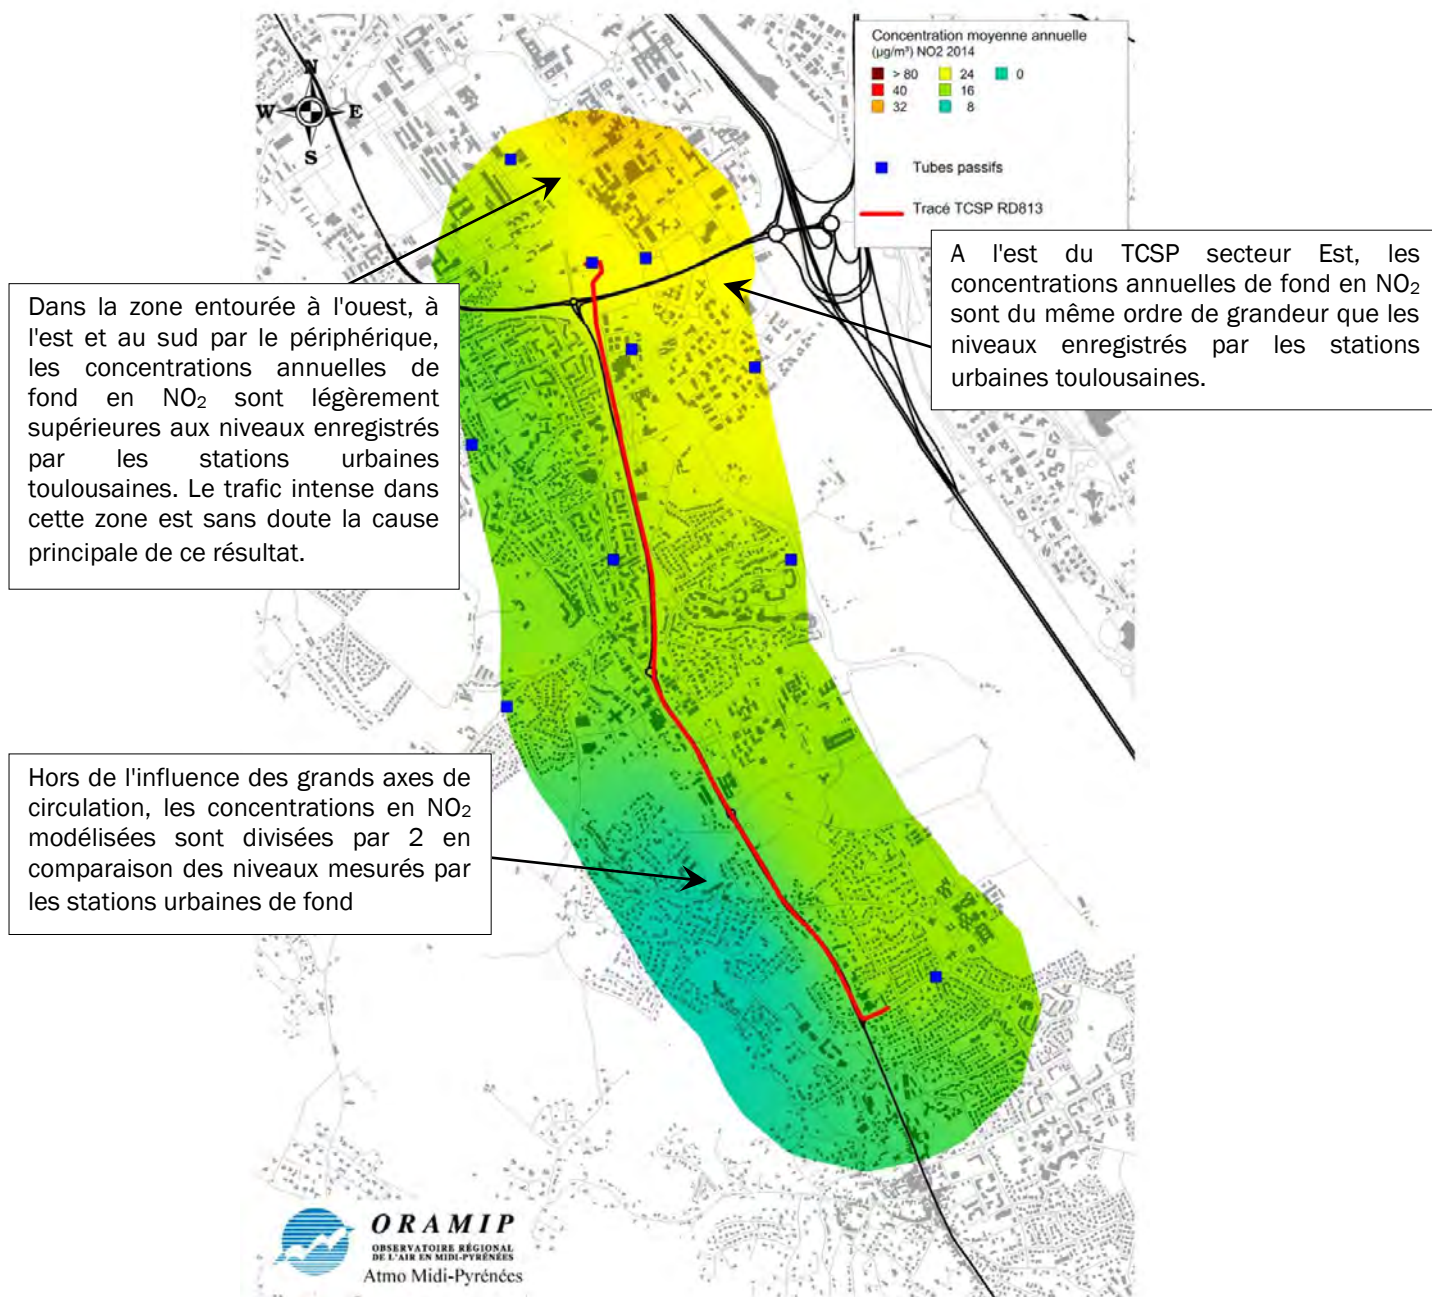 Concentration moyenne annuelle
(µg/m³) NO2 2014
> 80 24 0
40 16
32 8
Tubes passifs
Tracé TCSP RD813
N
W E
S
A l'est du TCSP secteur Est, les
concentrations annuelles de fond en NO₂
sont du même ordre de grandeur que les
niveaux enregistrés par les stations
urbaines toulousaines.
Dans la zone entourée à l'ouest, à
l'est et au sud par le périphérique,
les concentrations annuelles de
fond en NO₂ sont légèrement
supérieures aux niveaux enregistrés
par les stations urbaines
toulousaines. Le trafic intense dans
cette zone est sans doute la cause
principale de ce résultat.
Hors de l'influence des grands axes de
circulation, les concentrations en NO₂
modélisées sont divisées par 2 en
comparaison des niveaux mesurés par
les stations urbaines de fond
ORAMIP
OBSERVATOIRE RÉGIONAL
DE L'AIR EN MIDI-PYRÉNÉES
Atmo Midi-Pyrénées